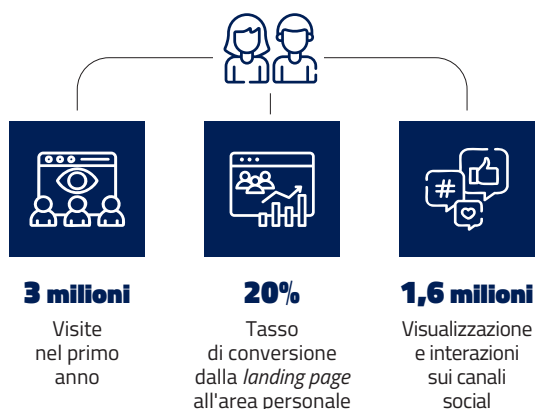 3 milioni
Visite
nel primo
anno
20%
Tasso
di conversione
dalla landing page
all'area personale
1,6 milioni
Visualizzazione
e interazioni
sui canali
social
#